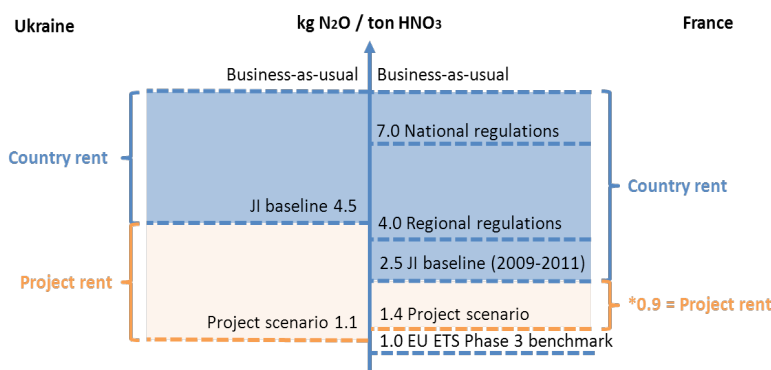 Ukraine
kg N2O / ton HNO3
France
Business-as-usual
Business-as-usual
7.0 National regulations
Country rent
Country rent
JI baseline 4.5
4.0 Regional regulations
2.5 JI baseline (2009-2011)
Project rent
*0.9 = Project rent
Project scenario 1.1
1.4 Project scenario
1.0 EU ETS Phase 3 benchmark